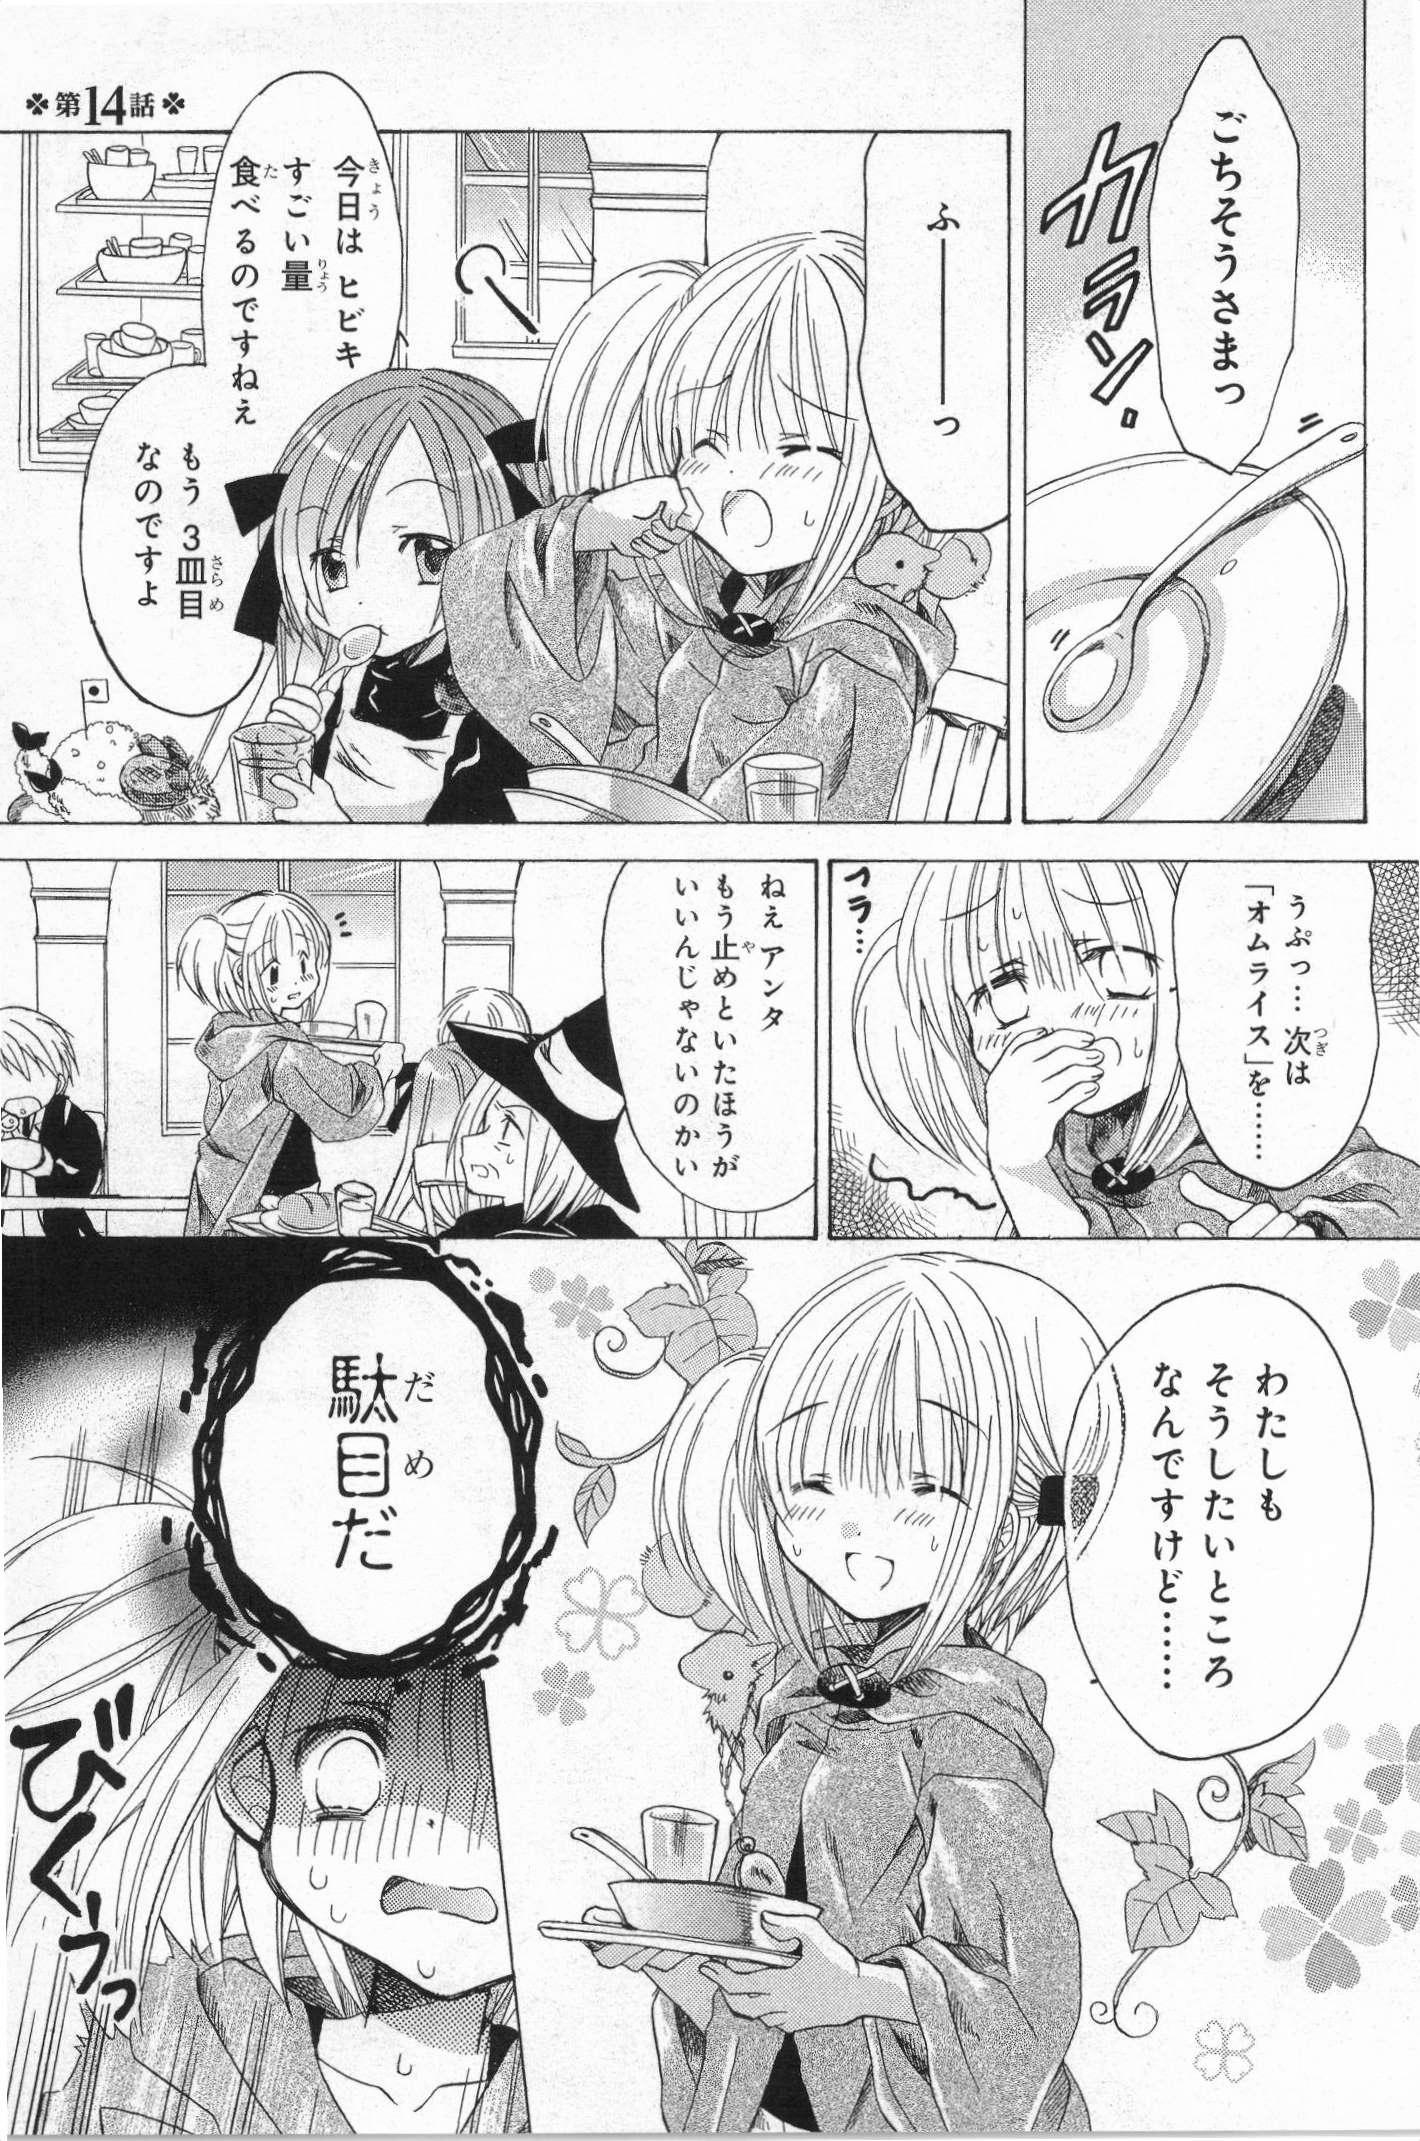 第14話
ごちそうさまっ
カラン。
ふ――っ
今日は ヒビキ
すごい量
食べるのですねぇ
もう 3皿目
なのですよ
うぷっ… 次は
「オムライス」を……
フラ…
ねぇ アンタ
もう止めといたほうが
いいんじゃないのかい
わたしも
そうしたいところ
なんですけど……
駄目だ
びくぅっ